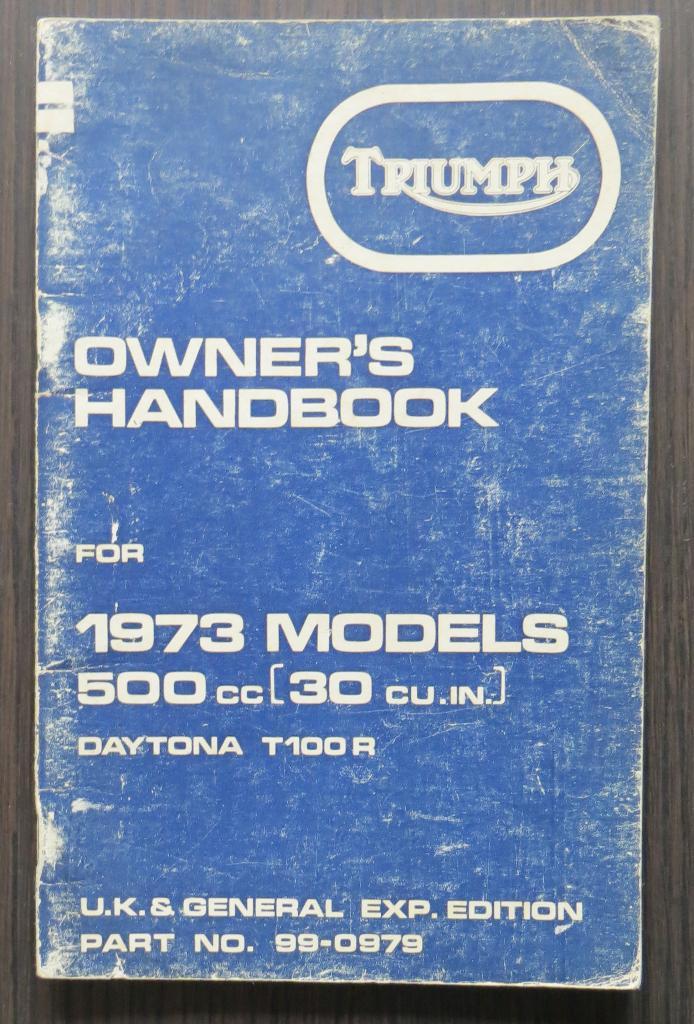 TRIUMPH
OWNER'S
HANDBOOK
FOR
1973 MODELS
500 CC [30 CU.IN.]
DAYTONA T100R
U.K. & GENERAL EXP. EDITION
PART NO. 99-0979